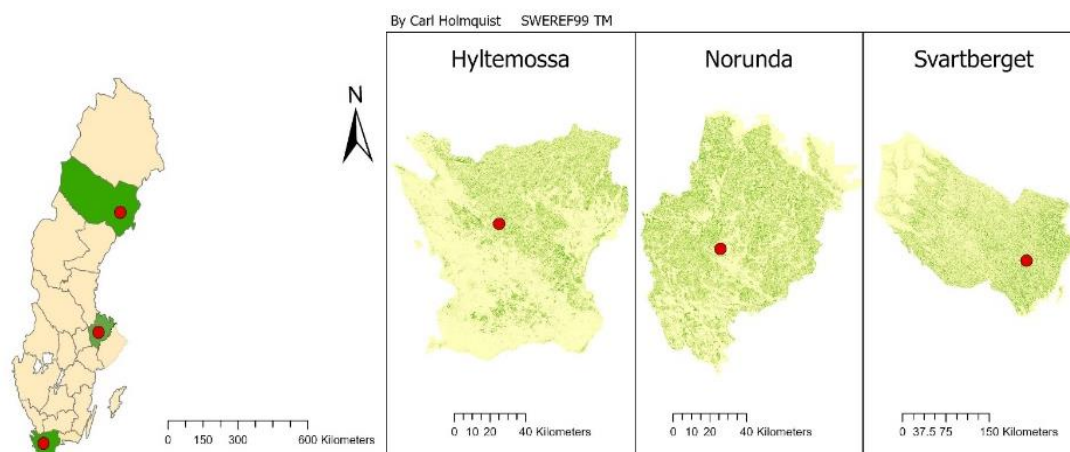 By Carl Holmquist SWEREF99 TM
Hyltemossa
Norunda
Svartberget
N
0 150 300 600 Kilometers
0 10 20 40 Kilometers
0 10 20 40 Kilometers
0 37.5 75 150 Kilometers